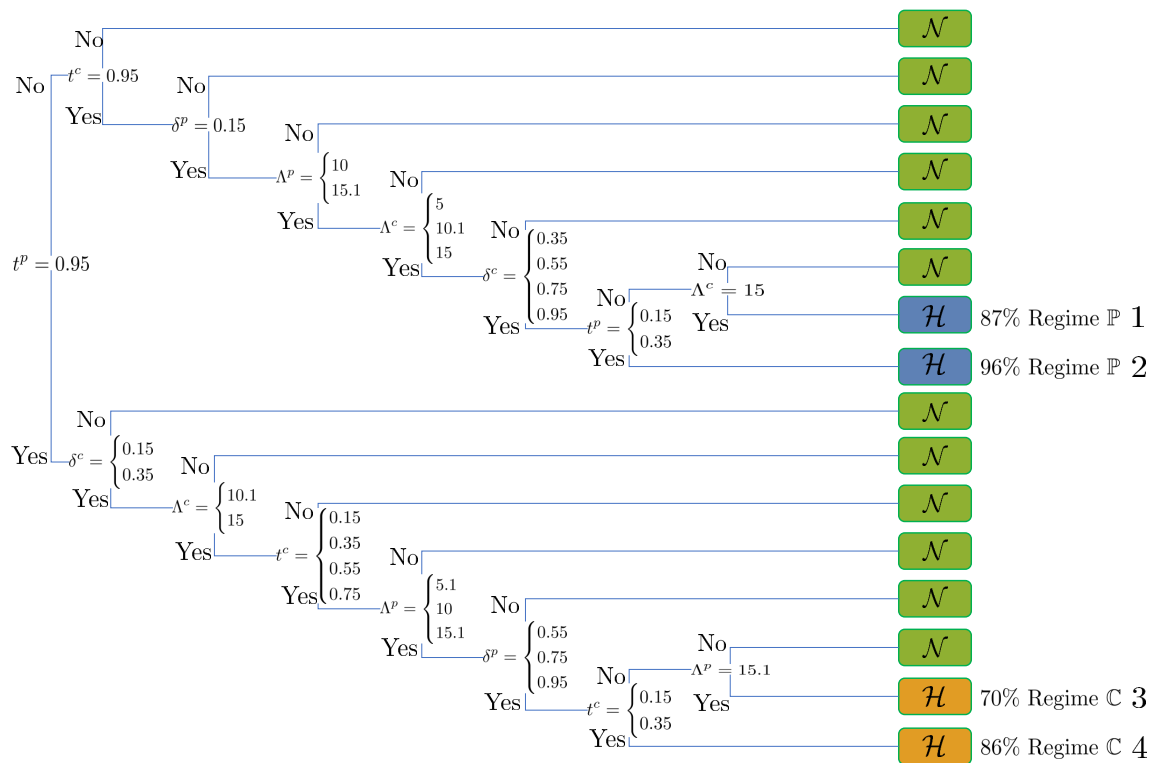 No
𝒩
t^c = 0.95
No
No
𝒩
Yes
δ^p = 0.15
No
𝒩
Yes
Λ^p = { 10
15.1
No
𝒩
Yes
Λ^c = { 5
10.1
15
No
𝒩
t^p = 0.95
Yes
δ^c = { 0.35
0.55
0.75
0.95
No
𝒩
Λ^c = 15
No
Yes
ℋ 87% Regime ℙ 1
Yes
t^p = { 0.15
0.35
Yes
ℋ 96% Regime ℙ 2
No
𝒩
Yes
δ^c = { 0.15
0.35
No
𝒩
Yes
Λ^c = { 10.1
15
No
𝒩
Yes
t^c = { 0.15
0.35
0.55
0.75
No
𝒩
Yes
Λ^p = { 5.1
10
15.1
No
𝒩
Yes
δ^p = { 0.55
0.75
0.95
No
𝒩
Λ^p = 15.1
No
Yes
ℋ 70% Regime ℂ 3
Yes
t^c = { 0.15
0.35
Yes
ℋ 86% Regime ℂ 4